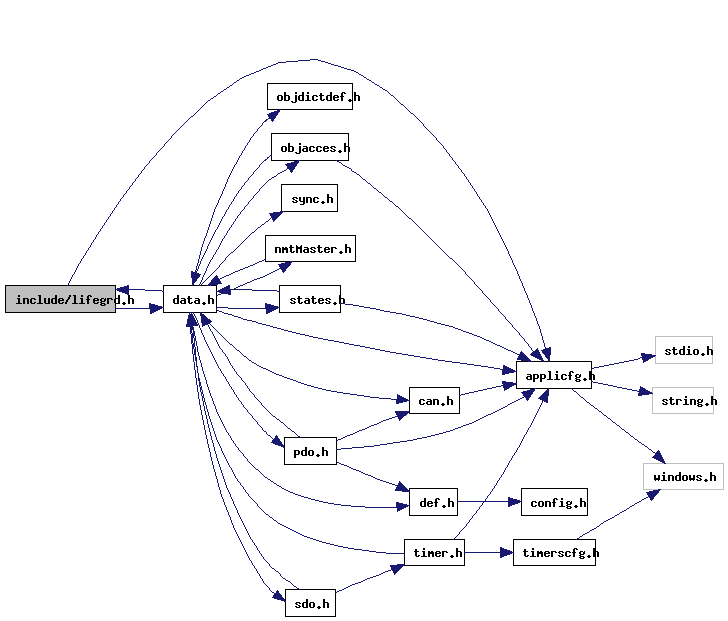 objdictdef.h
objacces.h
sync.h
nmtMaster.h
include/lifegrd.h
data.h
states.h
stdio.h
applicfg.h
can.h
string.h
pdo.h
windows.h
def.h
config.h
timer.h
timerscfg.h
sdo.h